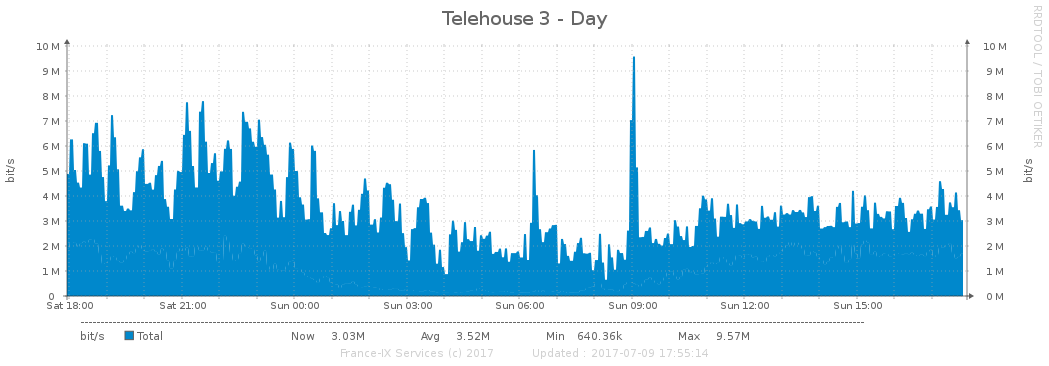 Telehouse 3 - Day
RRDTOOL / TOBI OETIKER
bit/s
10 M 10 M
9 M 9 M
8 M 8 M
7 M 7 M
6 M 6 M
5 M 5 M
4 M 4 M
3 M 3 M
2 M 2 M
1 M 1 M
0 0 M
bit/s
Sat 18:00 Sat 21:00 Sun 00:00 Sun 03:00 Sun 06:00 Sun 09:00 Sun 12:00 Sun 15:00
bit/s Total Now 3.03M Avg 3.52M Min 640.36k Max 9.57M
France-IX Services (c) 2017 Updated : 2017-07-09 17:55:14